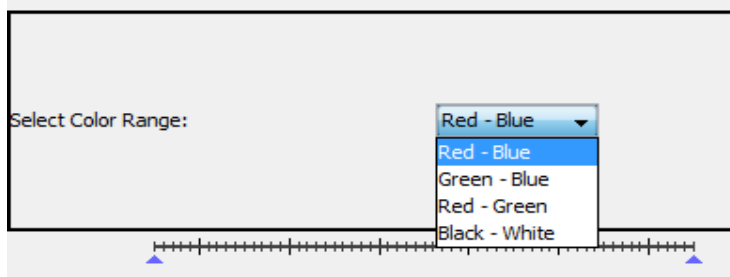 Select Color Range:
Red - Blue
Red - Blue
Green - Blue
Red - Green
Black - White